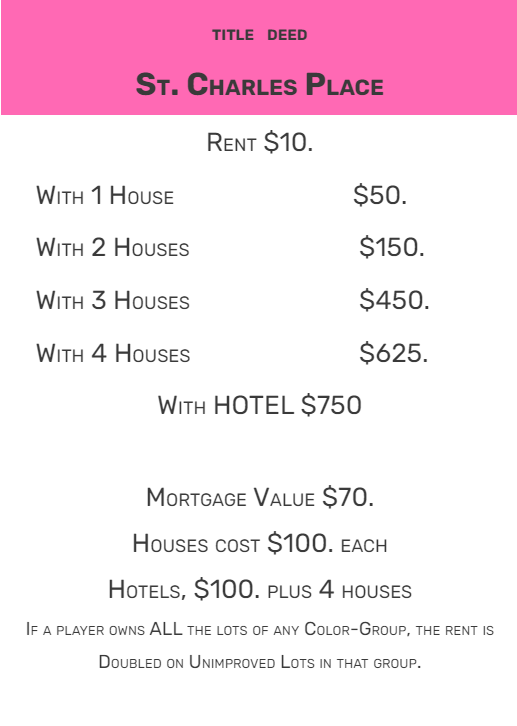 TITLE DEED
St. Charles Place
Rent $10.
With 1 House $50.
With 2 Houses $150.
With 3 Houses $450.
With 4 Houses $625.
With HOTEL $750
Mortgage Value $70.
Houses cost $100. each
Hotels, $100. plus 4 houses
If a player owns ALL the lots of any Color-Group, the rent is
Doubled on Unimproved Lots in that group.